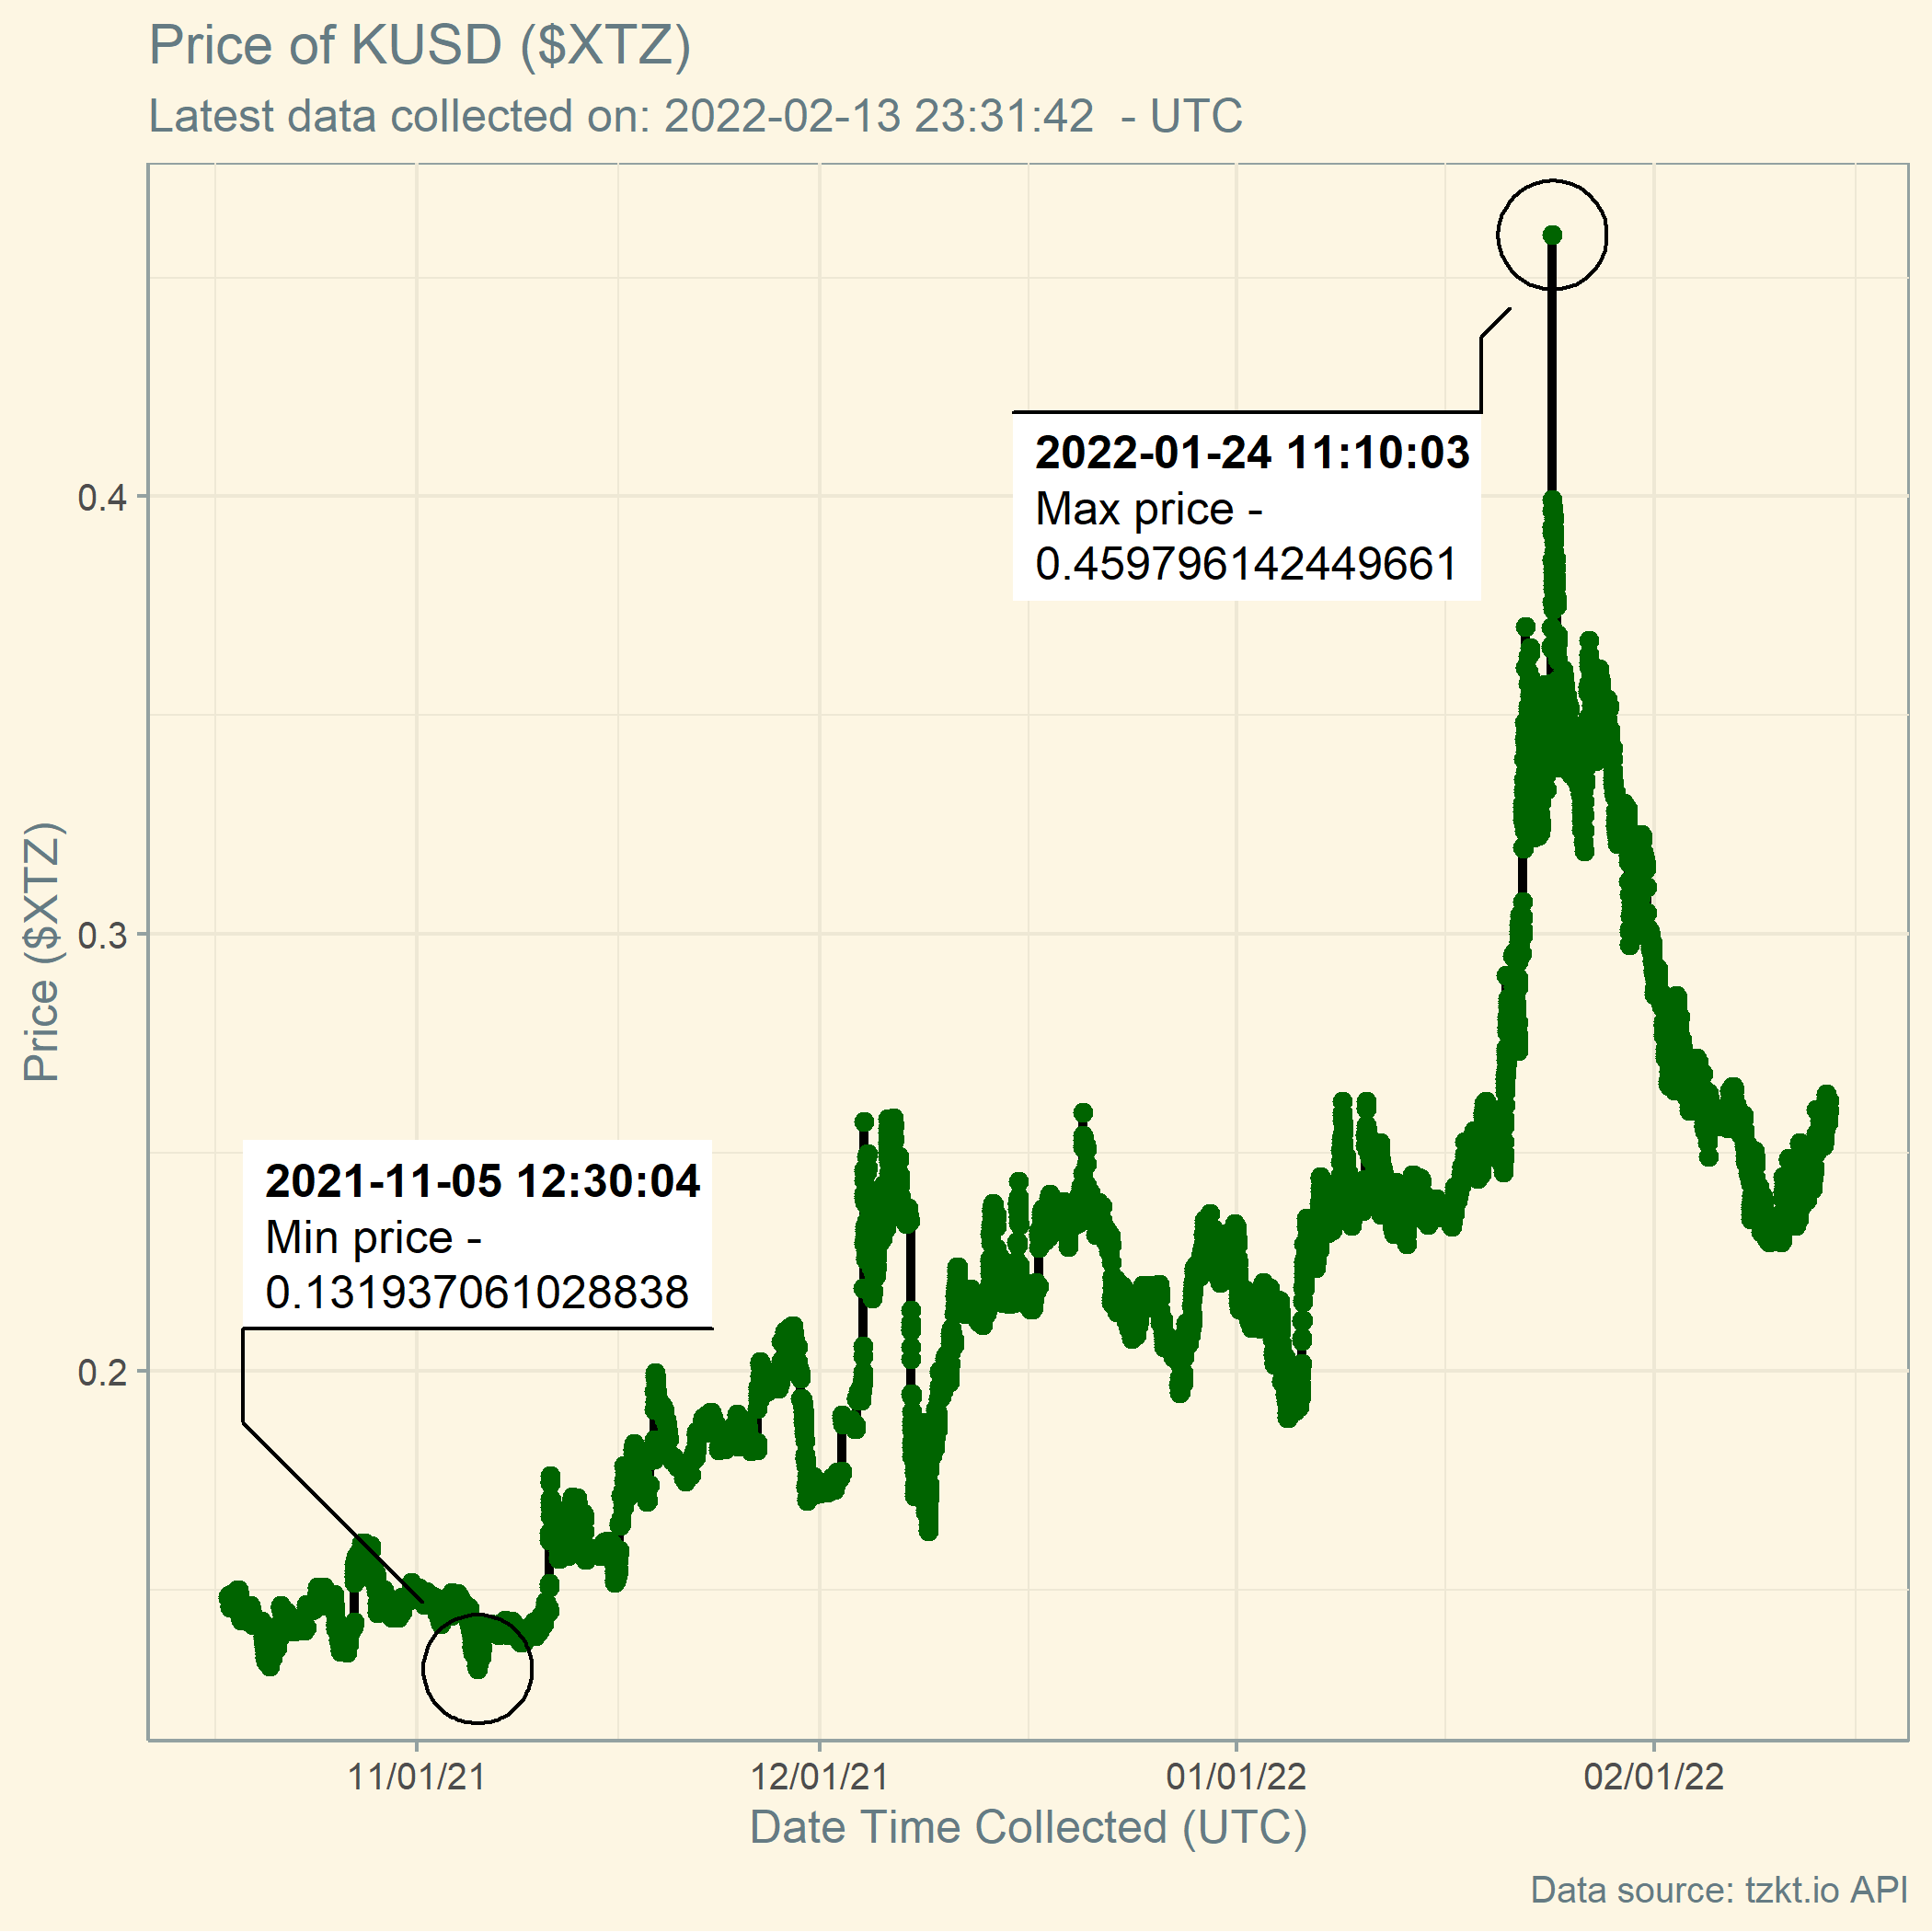 Price of KUSD ($XTZ)
Latest data collected on: 2022-02-13 23:31:42  - UTC
2022-01-24 11:10:03
Max price -
0.459796142449661
0.4
0.3
0.2
Price ($XTZ)
2021-11-05 12:30:04
Min price -
0.131937061028838
11/01/21
12/01/21
01/01/22
02/01/22
Date Time Collected (UTC)
Data source: tzkt.io API